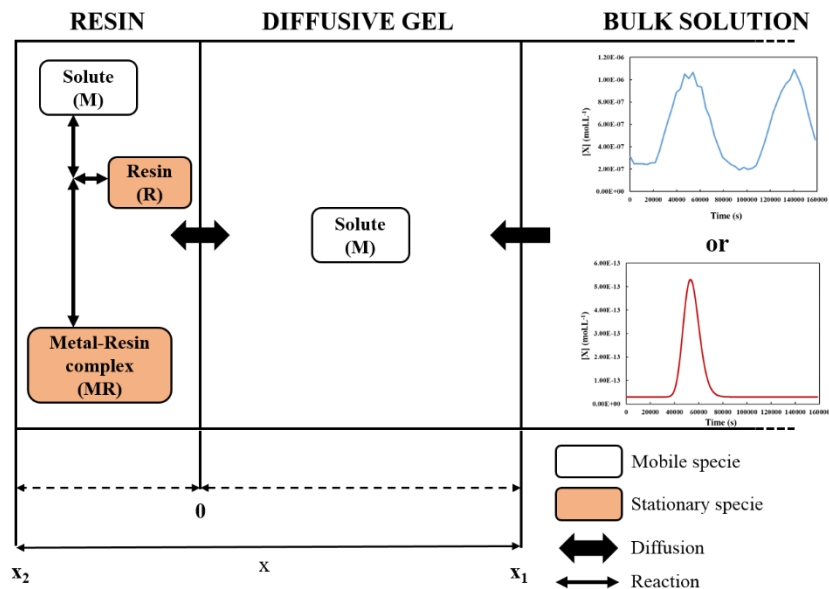 RESIN
DIFFUSIVE GEL
BULK SOLUTION
Solute
(M)
Resin
(R)
Metal-Resin
complex
(MR)
Solute
(M)
1.20E-06
1.00E-06
8.00E-07
6.00E-07
4.00E-07
2.00E-07
0.00E+00
[X] (mol.L-1)
0 20000 40000 60000 80000 100000 120000 140000 160000
Time (s)
or
6.00E-13
5.00E-13
4.00E-13
3.00E-13
2.00E-13
1.00E-13
0.00E+00
[X] (mol.L-1)
0 20000 40000 60000 80000 100000 120000 140000 160000
Time (s)
0
x
x2
x1
Mobile specie
Stationary specie
Diffusion
Reaction